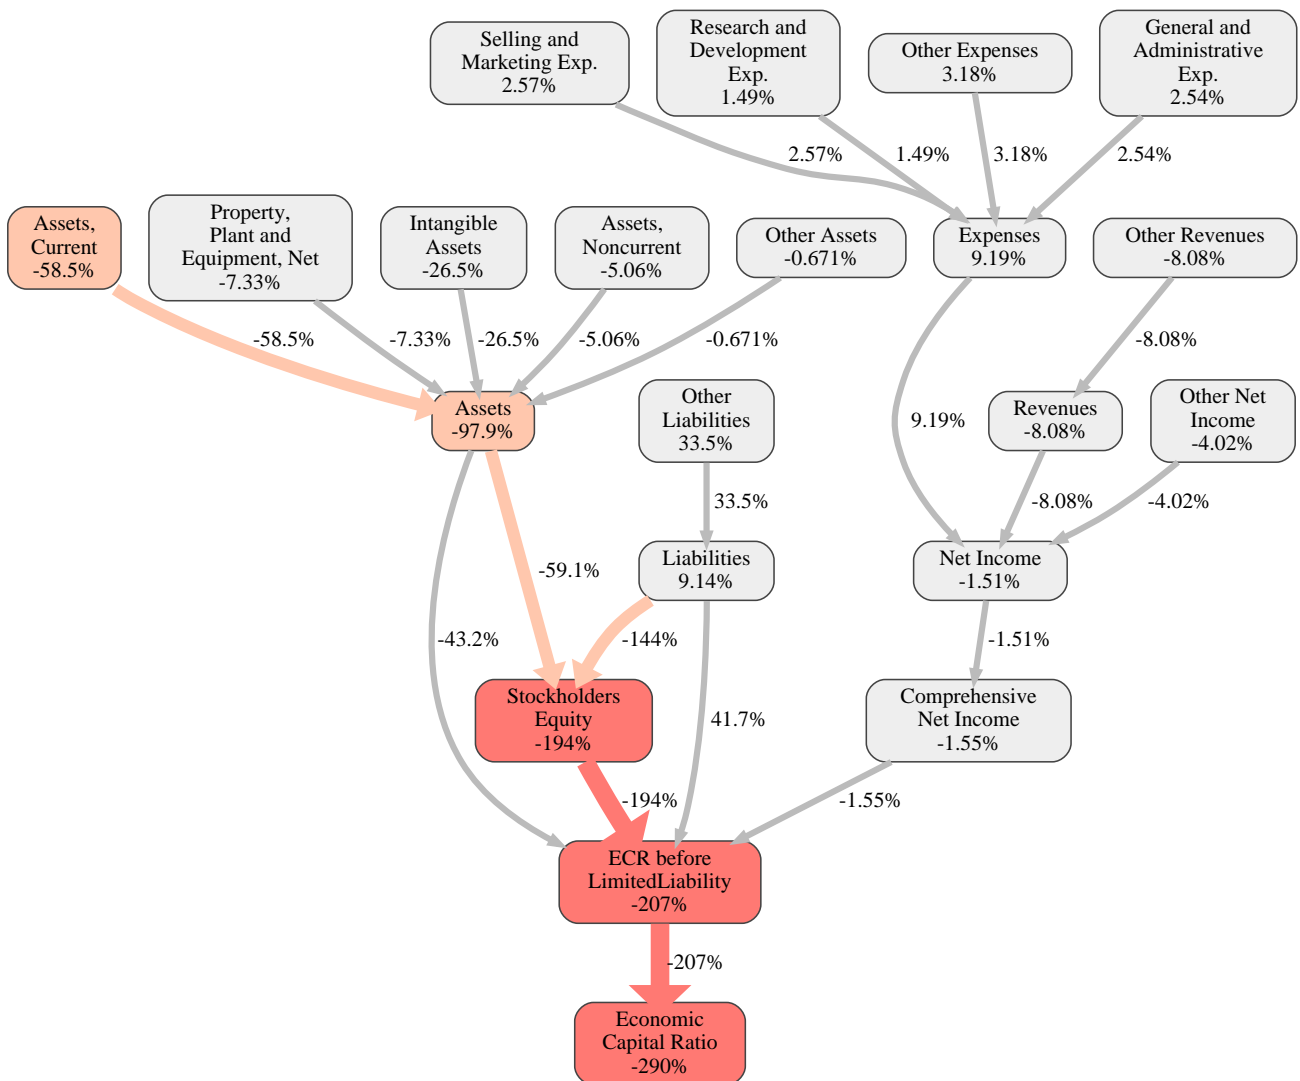 Selling and
Marketing Exp.
2.57%
Research and
Development
Exp.
1.49%
Other Expenses
3.18%
General and
Administrative
Exp.
2.54%
2.57%
1.49%
3.18%
2.54%
Assets,
Current
-58.5%
Property,
Plant and
Equipment, Net
-7.33%
Intangible
Assets
-26.5%
Assets,
Noncurrent
-5.06%
Other Assets
-0.671%
Expenses
9.19%
Other Revenues
-8.08%
-58.5%
-7.33%
-26.5%
-5.06%
-0.671%
-8.08%
Assets
-97.9%
Other
Liabilities
33.5%
9.19%
Revenues
-8.08%
Other Net
Income
-4.02%
33.5%
-8.08%
-4.02%
-59.1%
Liabilities
9.14%
Net Income
-1.51%
-43.2%
-144%
-1.51%
Stockholders
Equity
-194%
41.7%
Comprehensive
Net Income
-1.55%
-194%
-1.55%
ECR before
LimitedLiability
-207%
-207%
Economic
Capital Ratio
-290%